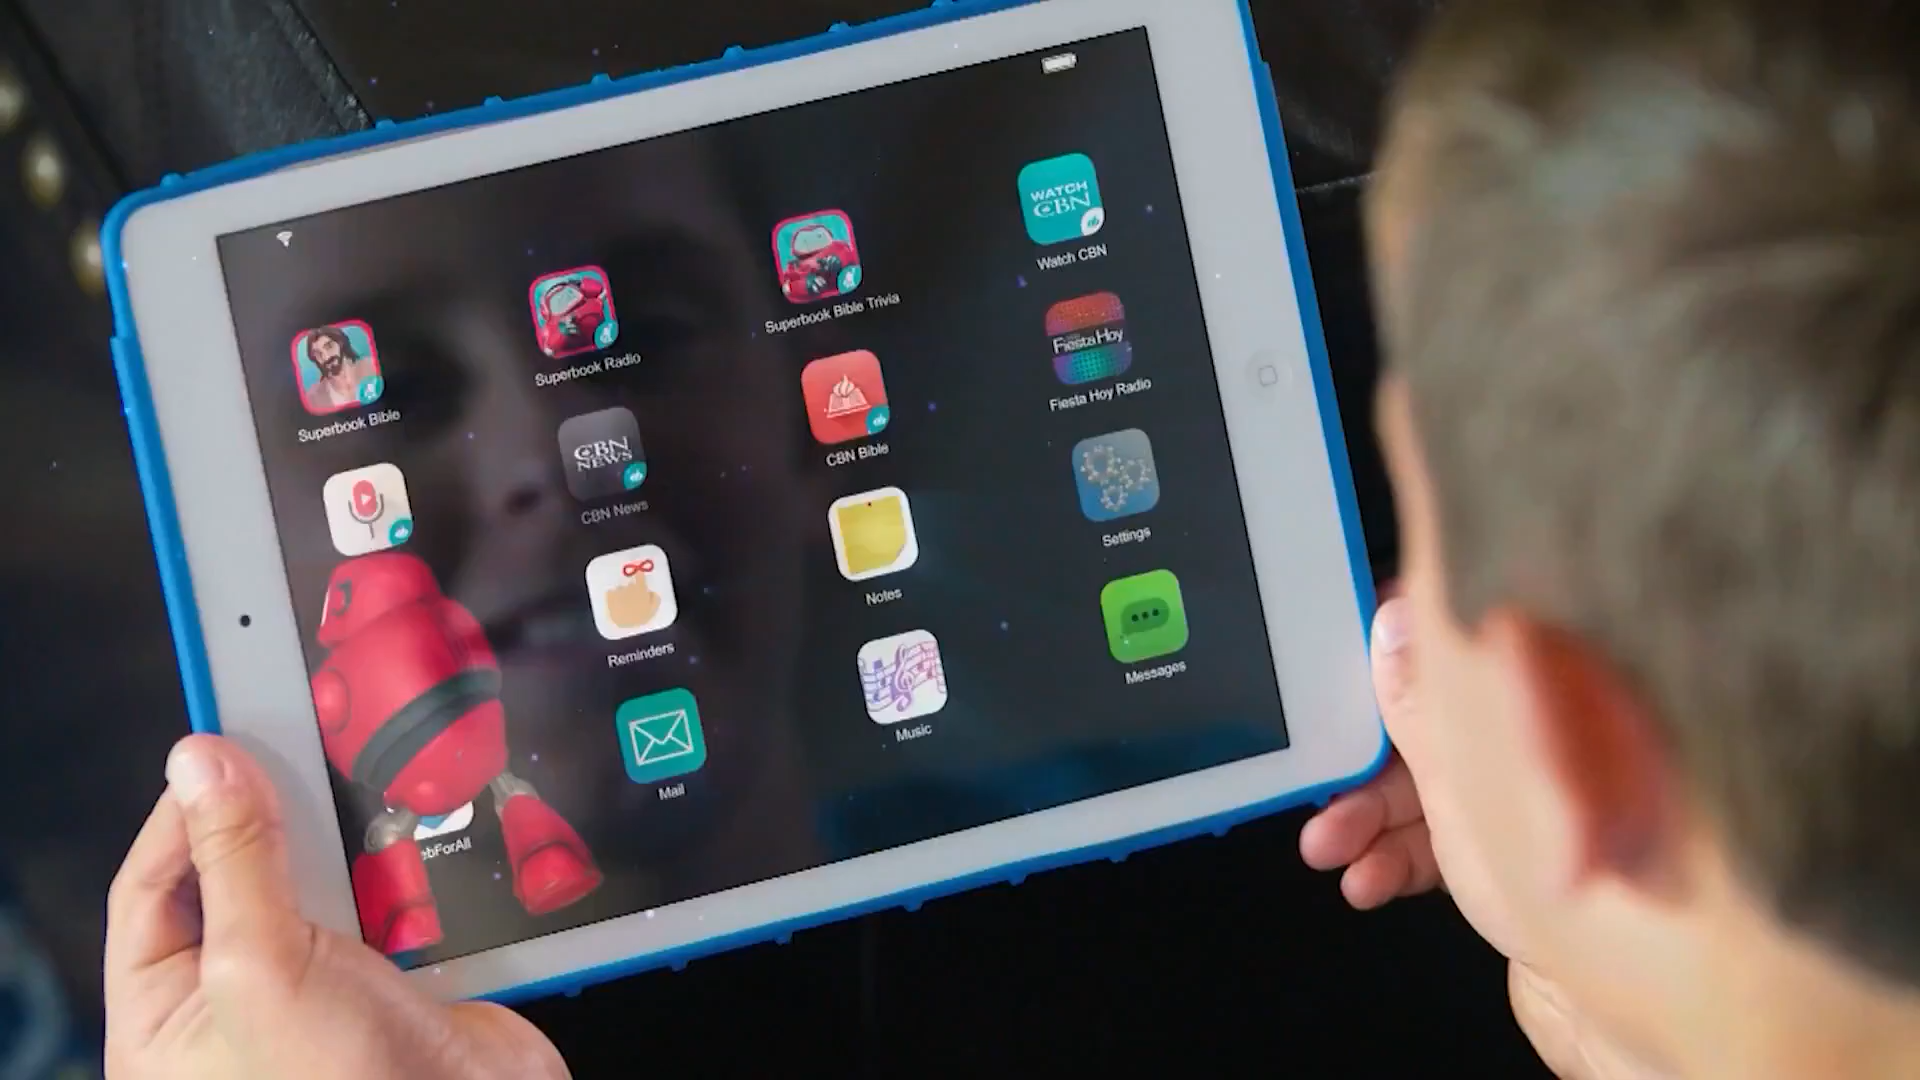 WATCH
CBN
Watch CBN
Superbook Bible Trivia
Superbook Radio
Superbook Bible
Fiesta Hoy
Fiesta Hoy Radio
CBN Bible
CBN
NEWS
CBN News
Settings
Notes
Reminders
Messages
Music
Mail
ebForAll